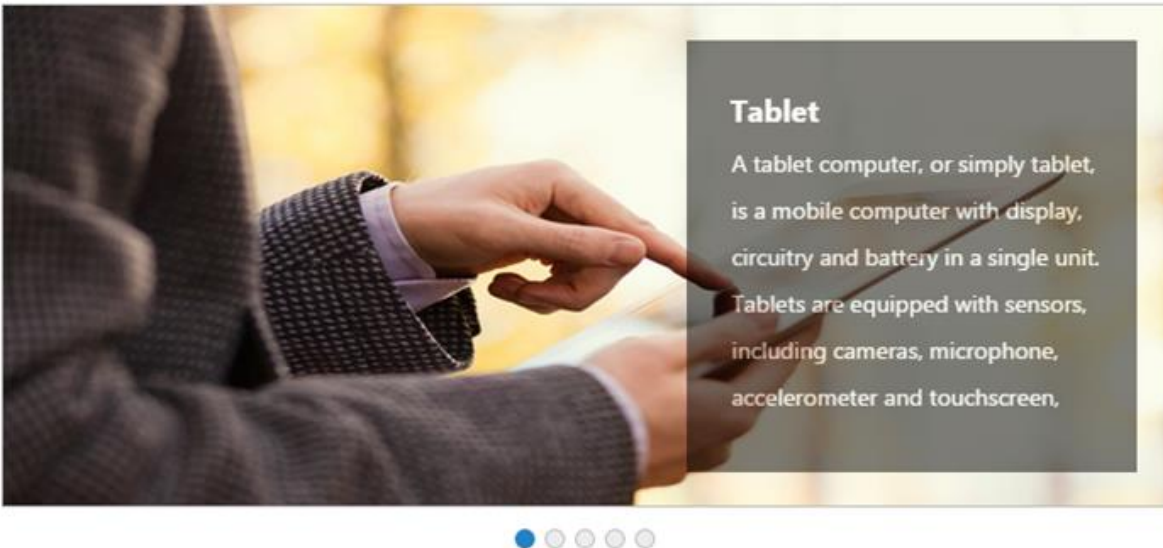 Tablet
A tablet computer, or simply tablet,
is a mobile computer with display,
circuitry and battery in a single unit.
Tablets are equipped with sensors,
including cameras, microphone,
accelerometer and touchscreen,